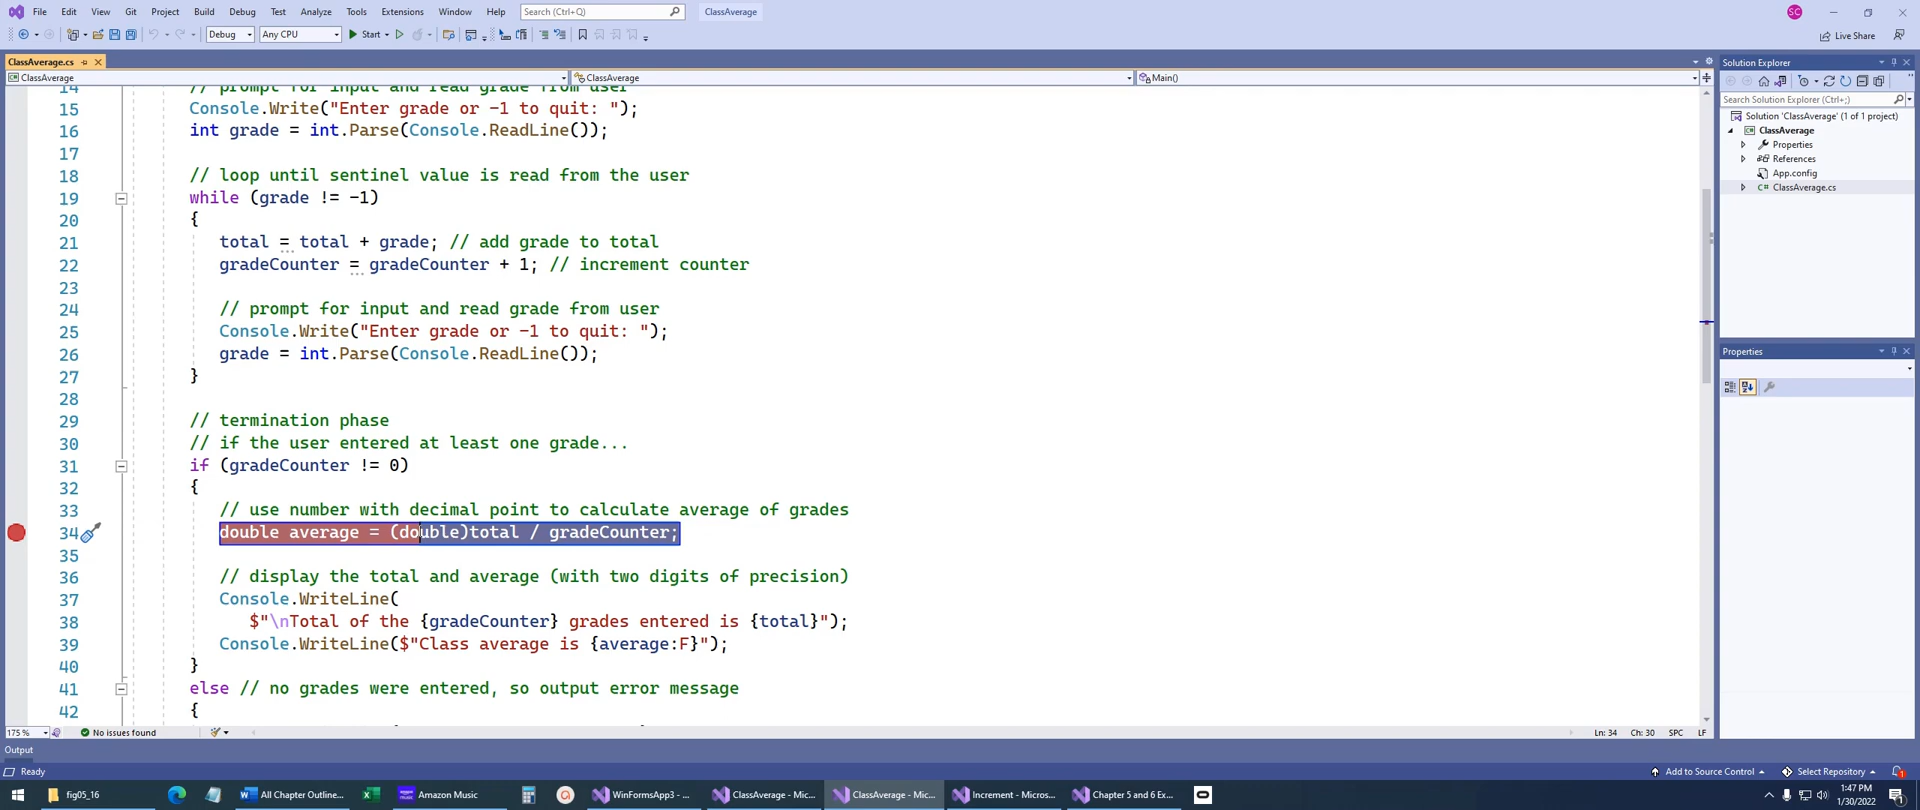 File Edit View Git Project Build Debug Test Analyze Tools Extensions Window Help Search (Ctrl+Q) ClassAverage SC
Debug Any CPU Start Live Share
ClassAverage.cs
ClassAverage ClassAverage Main()
14 // prompt for input and read grade from user
15 Console.Write("Enter grade or -1 to quit: ");
16 int grade = int.Parse(Console.ReadLine());
17
18 // loop until sentinel value is read from the user
19 while (grade != -1)
20 {
21 total = total + grade; // add grade to total
22 gradeCounter = gradeCounter + 1; // increment counter
23
24 // prompt for input and read grade from user
25 Console.Write("Enter grade or -1 to quit: ");
26 grade = int.Parse(Console.ReadLine());
27 }
28
29 // termination phase
30 // if the user entered at least one grade...
31 if (gradeCounter != 0)
32 {
33 // use number with decimal point to calculate average of grades
34 double average = (double)total / gradeCounter;
35
36 // display the total and average (with two digits of precision)
37 Console.WriteLine(
38 $"\nTotal of the {gradeCounter} grades entered is {total}");
39 Console.WriteLine($"Class average is {average:F}");
40 }
41 else // no grades were entered, so output error message
42 {
175 % No issues found Ln: 34 Ch: 30 SPC LF
Solution Explorer
Search Solution Explorer (Ctrl+;)
Solution 'ClassAverage' (1 of 1 project)
ClassAverage
Properties
References
App.config
C# ClassAverage.cs
Properties
Output
Ready Add to Source Control Select Repository 1
fig05_16 All Chapter Outline... Amazon Music WinFormsApp3 - ... ClassAverage - Mic... ClassAverage - Mic... Increment - Micros... Chapter 5 and 6 Ex... 1:47 PM
1/30/2022 1